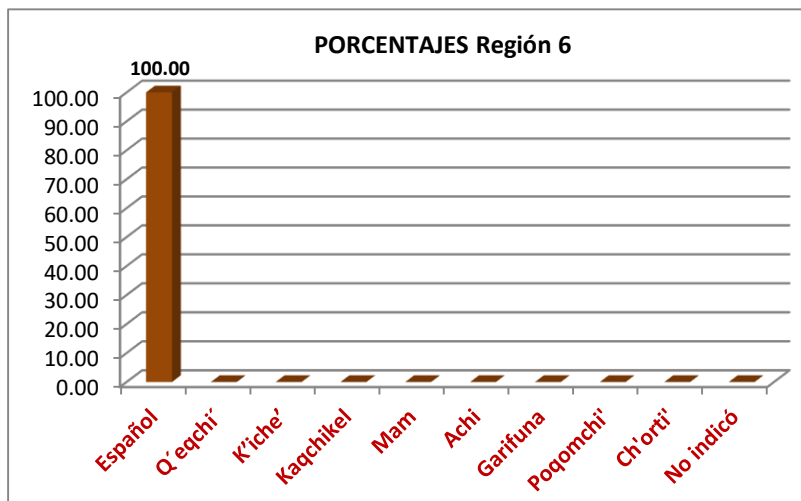 PORCENTAJES Región 6
100.00
100.00
90.00
80.00
70.00
60.00
50.00
40.00
30.00
20.00
10.00
0.00
Español
Q´eqchi´
K'iche’
Kaqchikel
Mam
Achi
Garifuna
Poqomchi'
Ch'orti'
No indicó